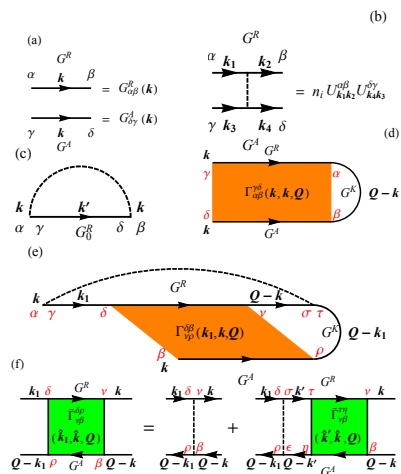 (a)
G^R
α k β
= G^R_{αβ}(k)
= G^A_{δγ}(k)
γ k δ
G^A
(b)
G^R
α k_1 k_2 β
= n_i U^{αβ}_{k_1k_2} U^{δγ}_{k_4k_3}
γ k_3 k_4 δ
G^A
(c)
k k' k
α γ G^R_0 δ β
(d)
k G^R
γ α
Γ^{γδ}_{αβ}(k, k, Q) G^K Q − k
δ β
k G^A
(e)
k k_1 G^R Q − k
α γ δ ν σ τ
Γ^{δβ}_{νρ}(k_1, k, Q) G^K Q − k_1
β ρ
k G^A
(f)
k_1 δ G^R ν k
Γ̃^{δρ}_{νβ}
(k̂_1, k̂, Q)
Q − k_1 ρ G^A β Q − k
=
k_1 δ ν k
Q − k_1 ρ β Q − k
+
k_1 δ σ k' τ G^R ν k
Γ̃^{τη}_{νβ}
(k̂', k̂, Q)
Q − k_1 ρ ϵ η k' G^A β Q − k